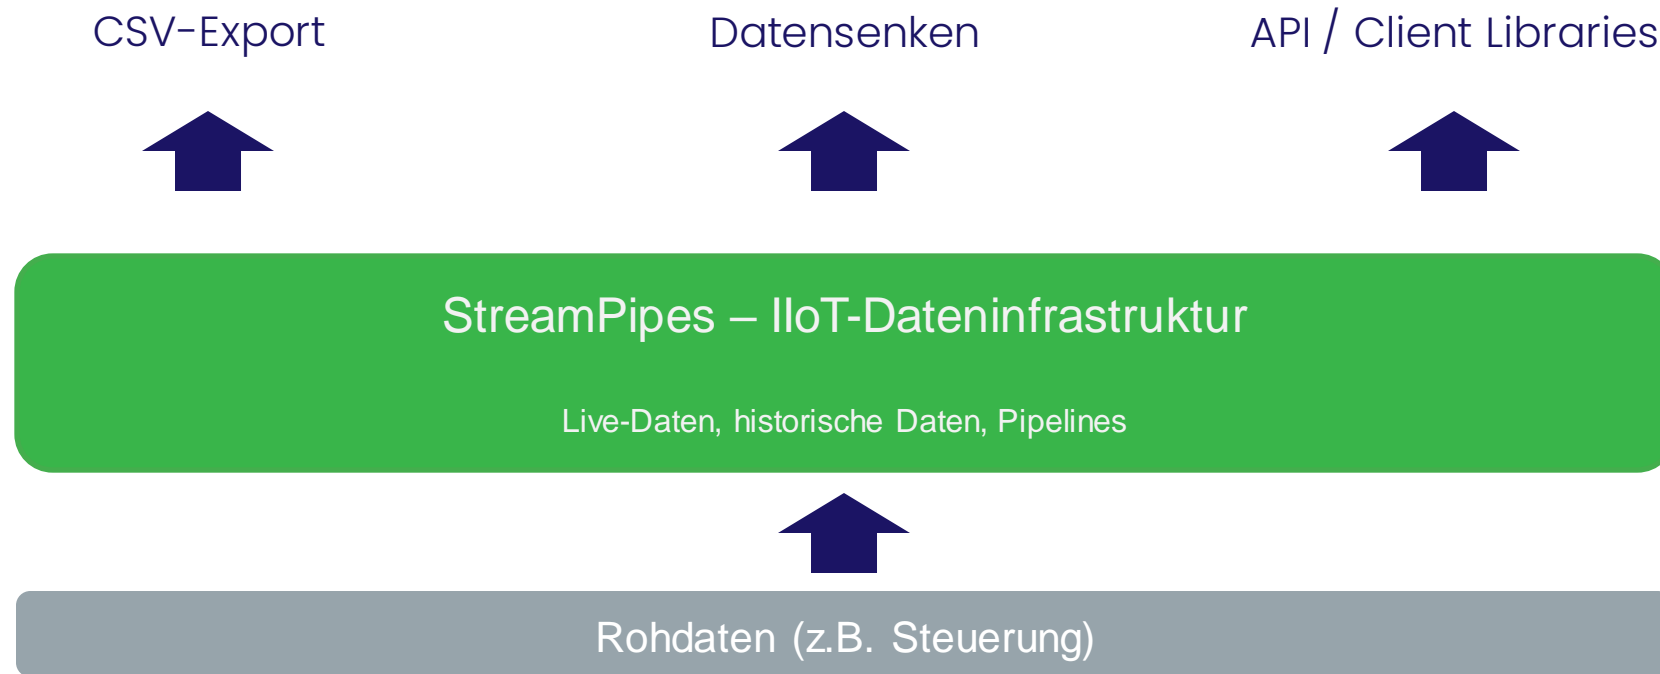 CSV-Export
Datensenken
API / Client Libraries
StreamPipes – IIoT-Dateninfrastruktur
Live-Daten, historische Daten, Pipelines
Rohdaten (z.B. Steuerung)